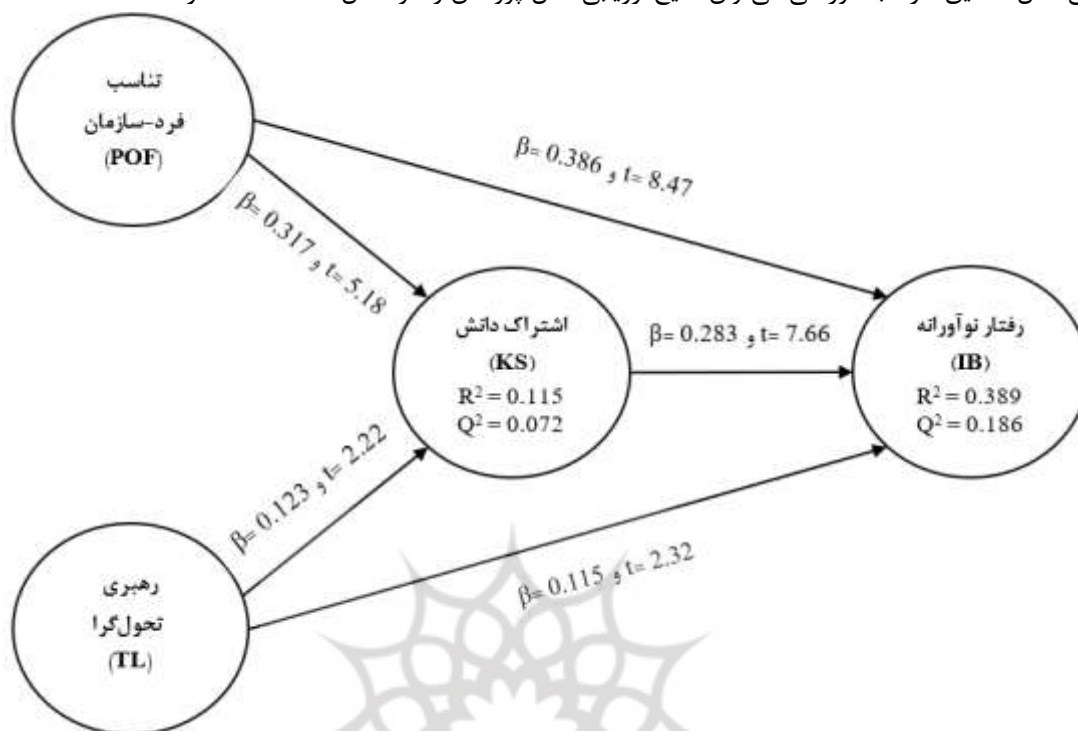 تناسب
فرد-سازمان
(POF)
β= 0.386 و t= 8.47
β= 0.317 و t= 5.18
اشتراک دانش
(KS)
R² = 0.115
Q² = 0.072
β= 0.283 و t= 7.66
رفتار نوآورانه
(IB)
R² = 0.389
Q² = 0.186
β= 0.123 و t= 2.22
β= 0.115 و t= 2.32
رهبری
تحول‌گرا
(TL)